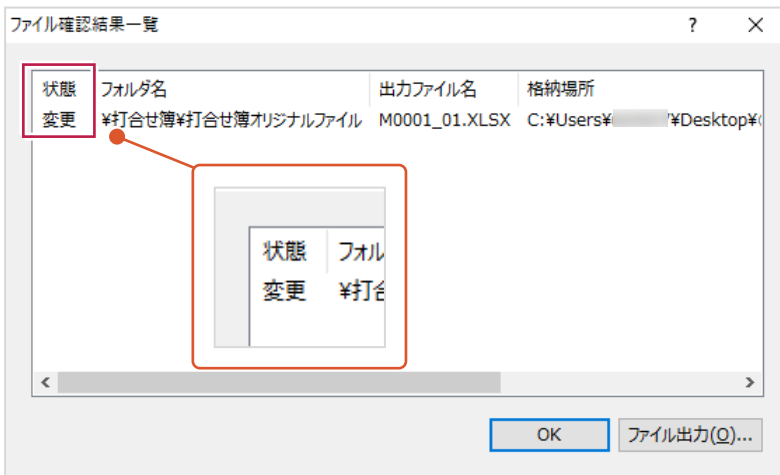 ファイル確認結果一覧
状態 フォルダ名 出力ファイル名 格納場所
変更 ¥打合せ簿¥打合せ簿オリジナルファイル M0001_01.XLSX C:¥Users¥ ¥Desktop¥
状態 フォル
変更 ¥打合
OK ファイル出力(O)...